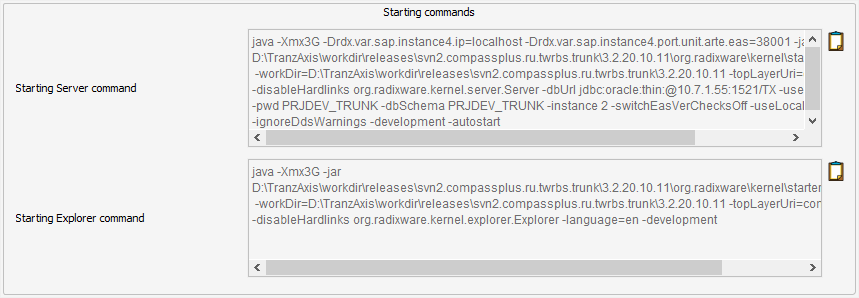 Starting commands
Starting Server command
java -Xmx3G -Drdx.var.sap.instance4.ip=localhost -Drdx.var.sap.instance4.port.unit.arte.eas=38001 -ja
D:\TranzAxis\workdir\releases\svn2.compassplus.ru.twrbs.trunk\3.2.20.10.11\org.radixware\kernel\star
-workDir=D:\TranzAxis\workdir\releases\svn2.compassplus.ru.twrbs.trunk\3.2.20.10.11 -topLayerUri=
-disableHardlinks org.radixware.kernel.server.Server -dbUrl jdbc:oracle:thin:@10.7.1.55:1521/TX -use
-pwd PRJDEV_TRUNK -dbSchema PRJDEV_TRUNK -instance 2 -switchEasVerChecksOff -useLocal
-ignoreDdsWarnings -development -autostart
Starting Explorer command
java -Xmx3G -jar
D:\TranzAxis\workdir\releases\svn2.compassplus.ru.twrbs.trunk\3.2.20.10.11\org.radixware\kernel\starter
-workDir=D:\TranzAxis\workdir\releases\svn2.compassplus.ru.twrbs.trunk\3.2.20.10.11 -topLayerUri=com
-disableHardlinks org.radixware.kernel.explorer.Explorer -language=en -development